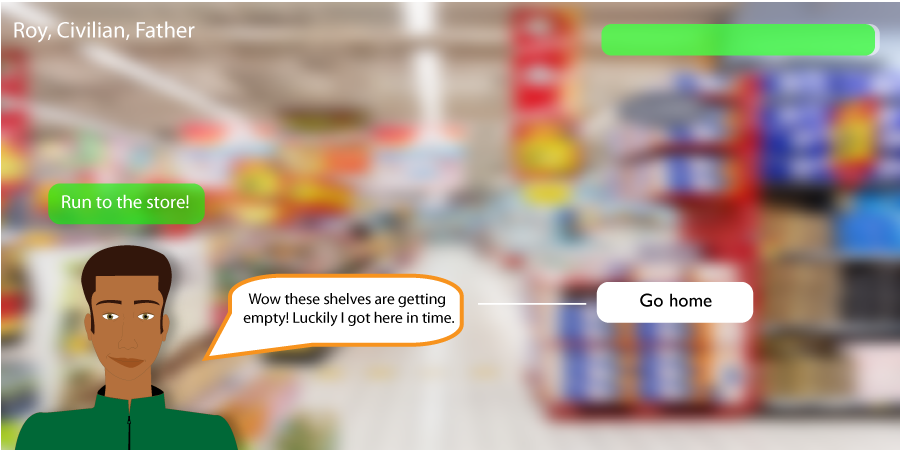 Roy, Civilian, Father
Run to the store!
Wow these shelves are getting
empty! Luckily I got here in time.
Go home